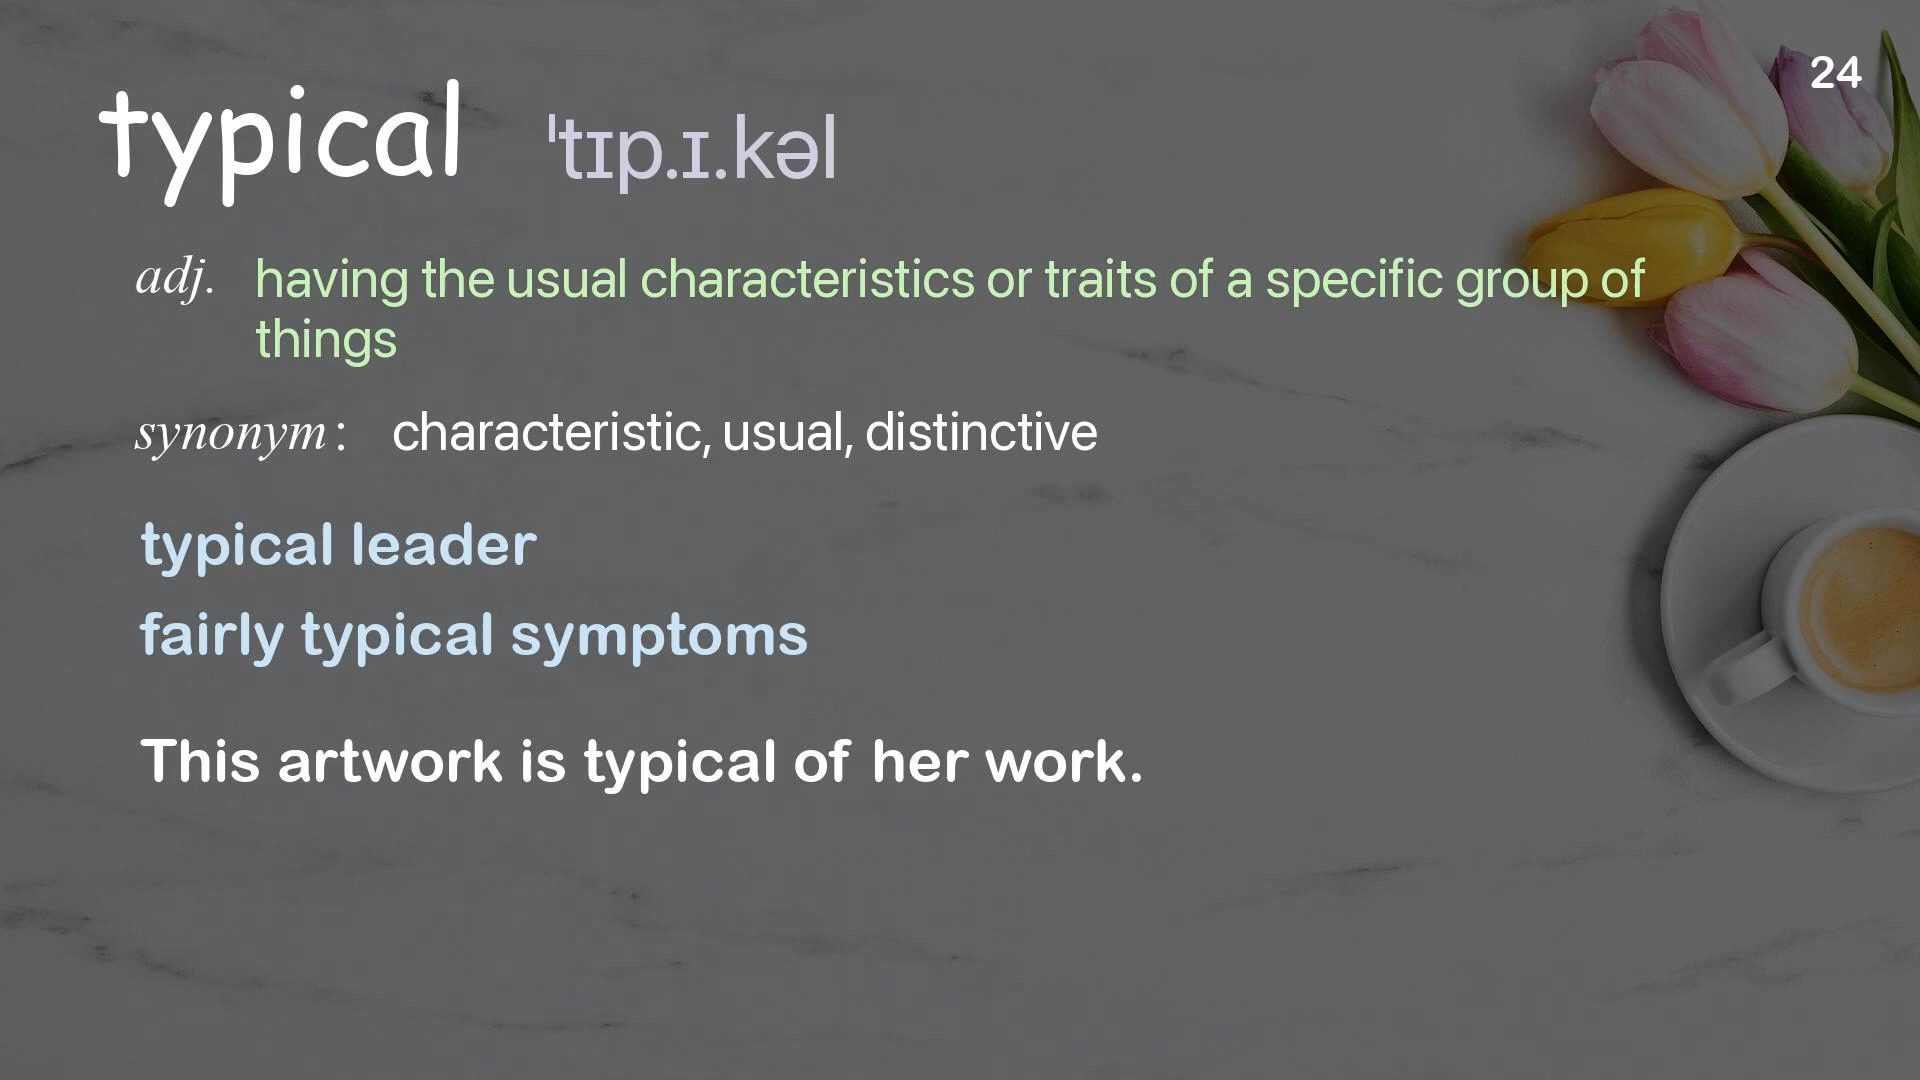 24
typical ˈtɪp.ɪ.kəl
adj. having the usual characteristics or traits of a specific group of
things
synonym: characteristic, usual, distinctive
typical leader
fairly typical symptoms
This artwork is typical of her work.